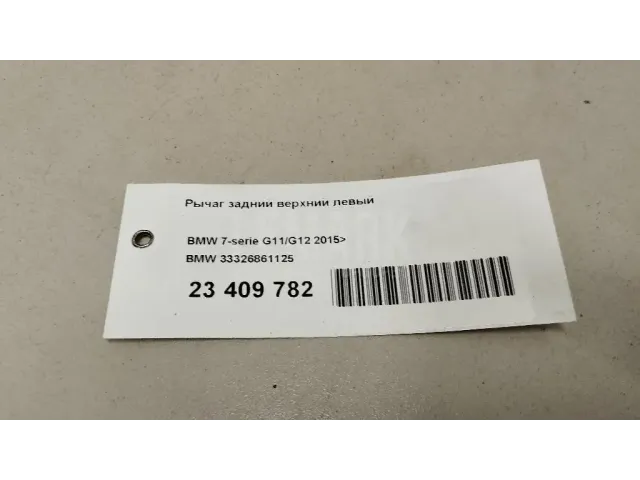 Рычаг задний верхний левый
BMW 7-serie G11/G12 2015>
BMW 33326861125
23 409 782